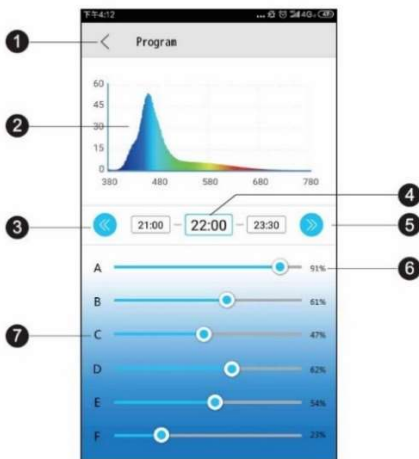 下午4:12 ... 4G
1 Program
60
45
2 30
15
0
380 480 580 680 780
4
3 21:00 - 22:00 - 23:30 5
A 91% 6
B 61%
7 C 47%
D 62%
E 54%
F 23%